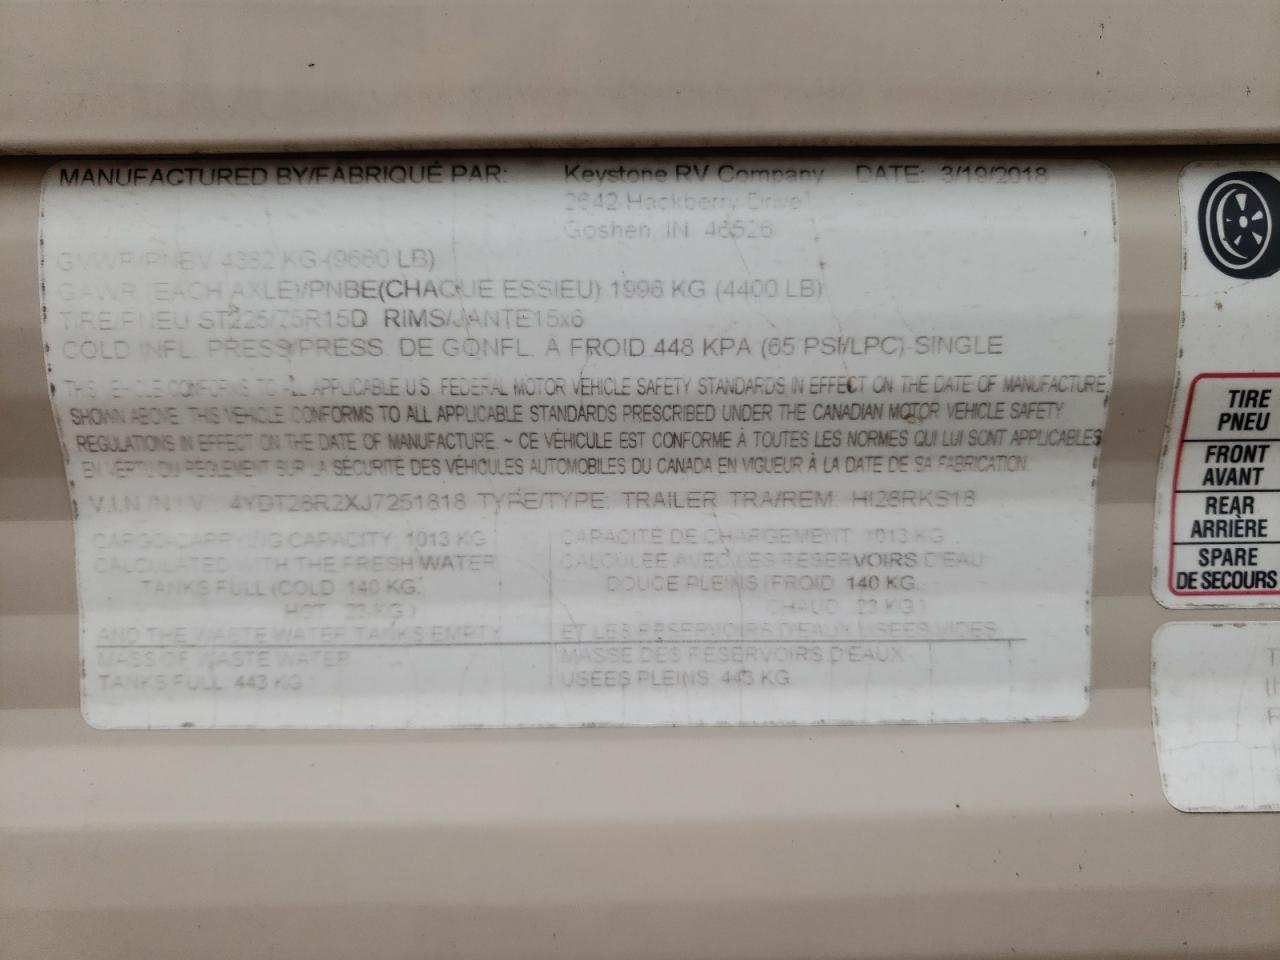 MANUFACTURED BY/FABRIQUÉ PAR: Keystone RV Company DATE: 3/19/2018
2642 Hackberry Drive
Goshen, IN 46526
GVWR/PNBV 4382 KG (9660 LB)
GAWR (EACH AXLE)/PNBE(CHAQUE ESSIEU) 1996 KG (4400 LB)
TIRE/PNEU ST225/75R15D RIMS/JANTE15x6
COLD INFL. PRESS/PRESS. DE GONFL. À FROID 448 KPA (65 PSI/LPC) SINGLE
THIS VEHICLE CONFORMS TO ALL APPLICABLE U.S. FEDERAL MOTOR VEHICLE SAFETY STANDARDS IN EFFECT ON THE DATE OF MANUFACTURE
SHOWN ABOVE. THIS VEHICLE CONFORMS TO ALL APPLICABLE STANDARDS PRESCRIBED UNDER THE CANADIAN MOTOR VEHICLE SAFETY
REGULATIONS IN EFFECT ON THE DATE OF MANUFACTURE. ~ CE VÉHICULE EST CONFORME À TOUTES LES NORMES QUI LUI SONT APPLICABLES
EN VERTU DU RÈGLEMENT SUR LA SÉCURITÉ DES VÉHICULES AUTOMOBILES DU CANADA EN VIGUEUR À LA DATE DE SA FABRICATION.
V.I.N./N.I.V.: 4YDT28R2XJ7251818 TYPE/TYPE: TRAILER TRA/REM HI28RKS18
CARGO CARRYING CAPACITY 1013 KG
CALCULATED WITH THE FRESH WATER
TANKS FULL (COLD 140 KG.
HOT 23 KG.)
AND THE WASTE WATER TANKS EMPTY
MASS OF WASTE WATER
TANKS FULL 443 KG
CAPACITE DE CHARGEMENT 1013 KG
CALCULEE AVEC LES RESERVOIRS D'EAU
DOUCE PLEINS (FROID 140 KG.
CHAUD 23 KG.)
ET LES RESERVOIRS D'EAUX USEES VIDES
MASSE DES RESERVOIRS D'EAUX
USEES PLEINS 443 KG
TIRE
PNEU
FRONT
AVANT
REAR
ARRIÈRE
SPARE
DE SECOURS